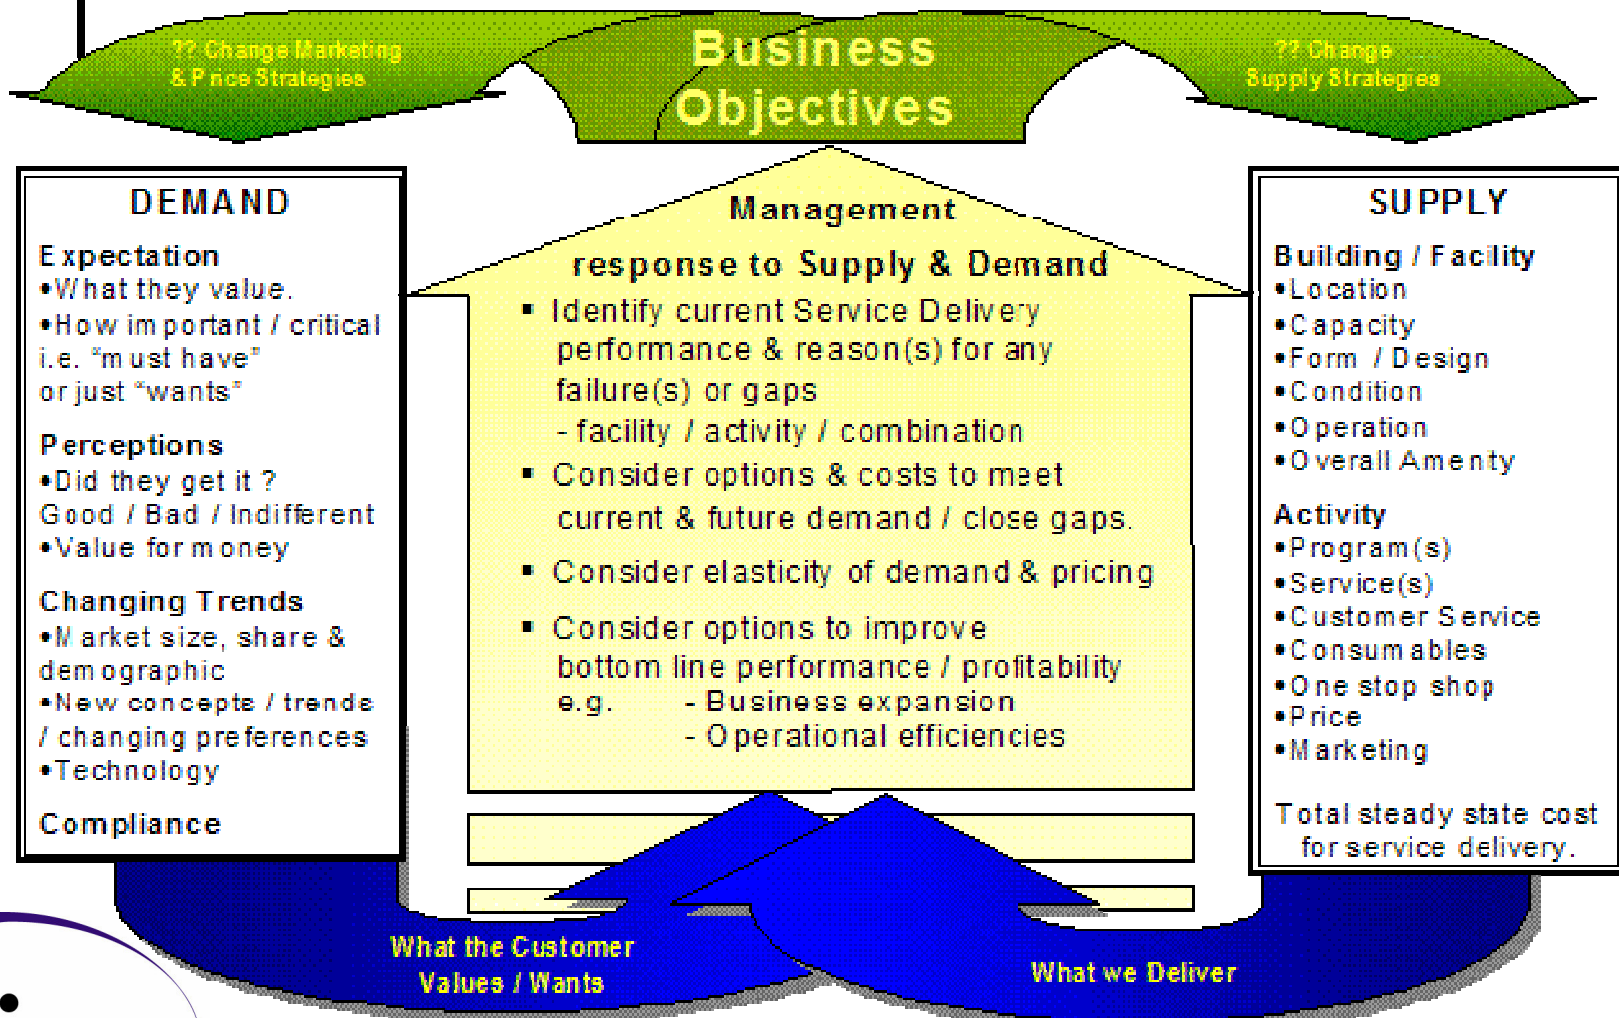 ?? Change Marketing
& Price Strategies
Business
Objectives
?? Change
Supply Strategies
DEMAND
Expectation
•What they value.
•How important / critical
i.e. “must have”
or just “wants”
Perceptions
•Did they get it ?
Good / Bad / Indifferent
•Value for money
Changing Trends
•Market size, share &
demographic
•New concepts / trends
/ changing preferences
•Technology
Compliance
Management
response to Supply & Demand
▪ Identify current Service Delivery
performance & reason(s) for any
failure(s) or gaps
- facility / activity / combination
▪ Consider options & costs to meet
current & future demand / close gaps.
▪ Consider elasticity of demand & pricing
▪ Consider options to improve
bottom line performance / profitability
e.g. - Business expansion
- Operational efficiencies
SUPPLY
Building / Facility
•Location
•Capacity
•Form / Design
•Condition
•Operation
•Overall Amenty
Activity
•Program(s)
•Service(s)
•Customer Service
•Consumables
•One stop shop
•Price
•Marketing
Total steady state cost
for service delivery.
What the Customer
Values / Wants
What we Deliver